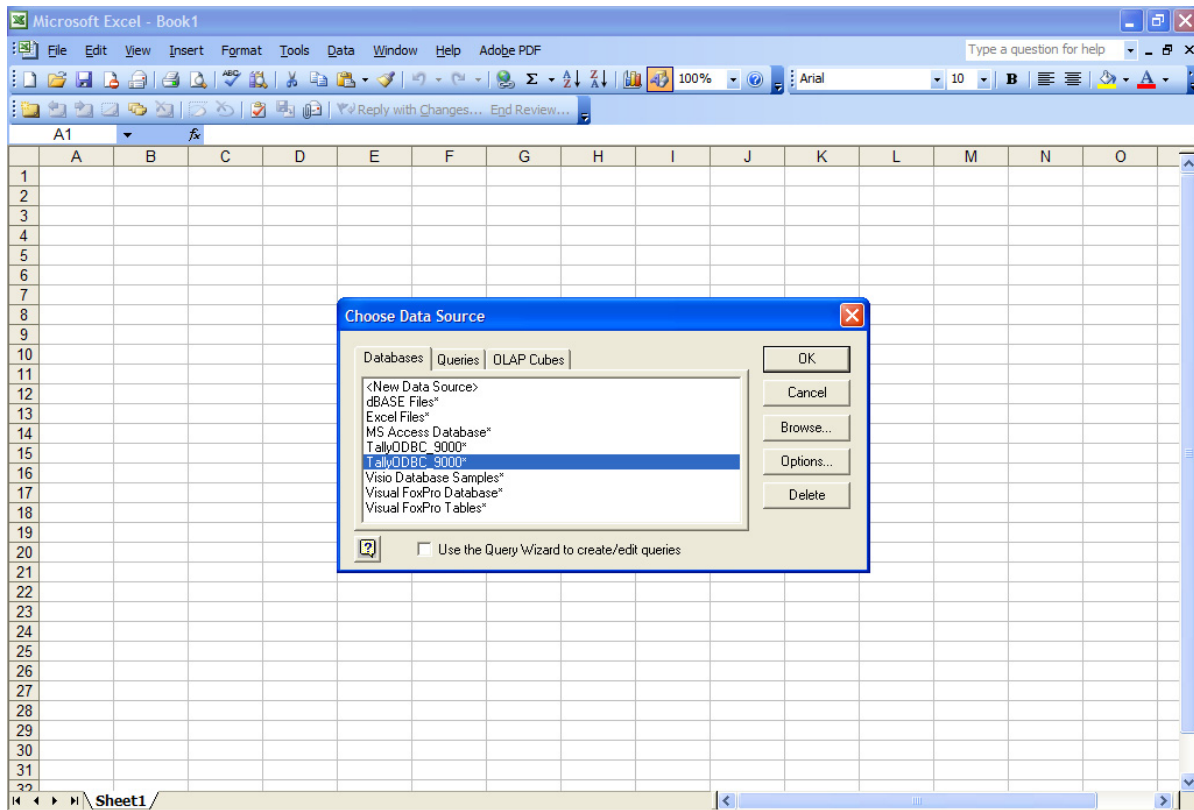 Microsoft Excel - Book1
File Edit View Insert Format Tools Data Window Help Adobe PDF Type a question for help
ABC Σ A Z Z A 100% Arial 10 B A
Reply with Changes... End Review...
A1 fx
A B C D E F G H I J K L M N O
1
2
3
4
5
6
7
8
9
10
11
12
13
14
15
16
17
18
19
20
21
22
23
24
25
26
27
28
29
30
31
32
Choose Data Source
Databases Queries OLAP Cubes
<New Data Source>
dBASE Files*
Excel Files*
MS Access Database*
TallyODBC_9000*
TallyODBC_9000*
Visio Database Samples*
Visual FoxPro Database*
Visual FoxPro Tables*
OK
Cancel
Browse...
Options...
Delete
Use the Query Wizard to create/edit queries
Sheet1